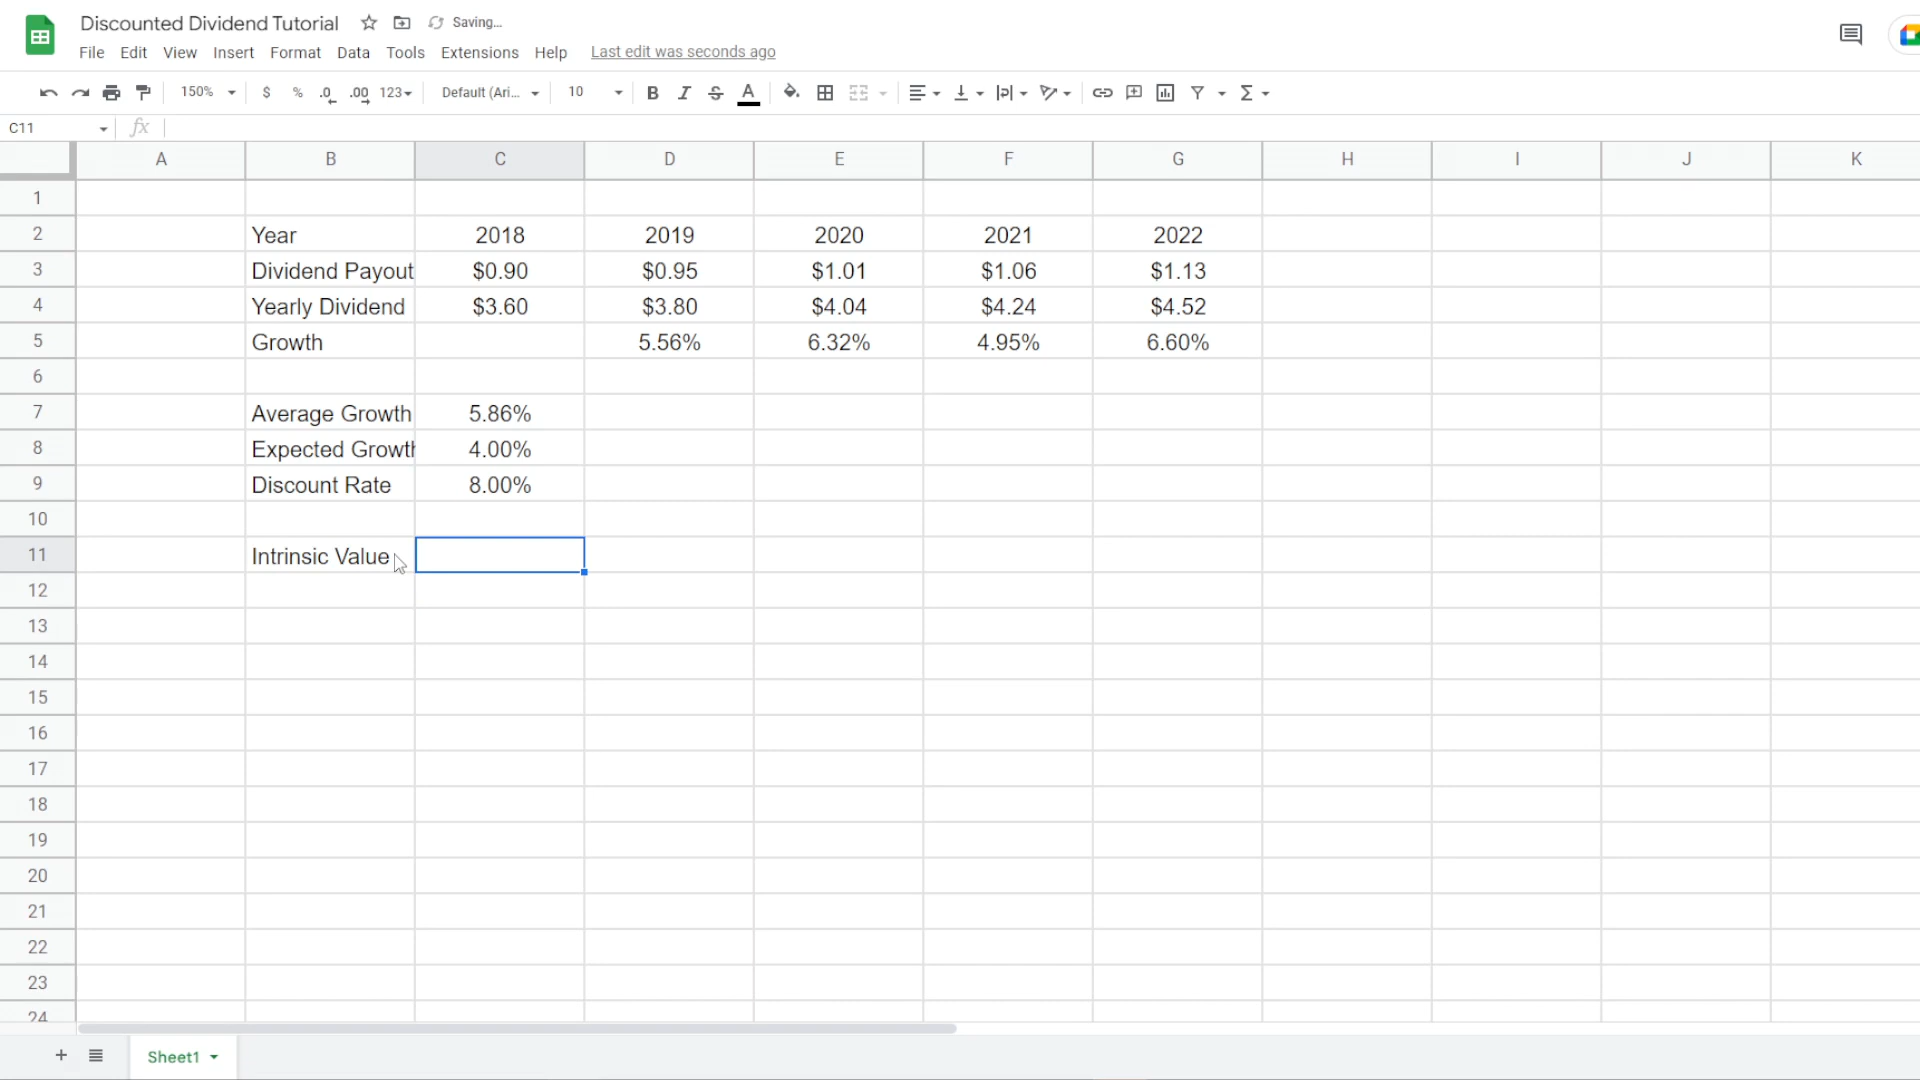 Discounted Dividend Tutorial Saving...
File Edit View Insert Format Data Tools Extensions Help Last edit was seconds ago
150% $ % .0 .00 123 Default (Ari... 10 B I S A
C11 fx
A B C D E F G H I J K
1
2 Year 2018 2019 2020 2021 2022
3 Dividend Payout $0.90 $0.95 $1.01 $1.06 $1.13
4 Yearly Dividend $3.60 $3.80 $4.04 $4.24 $4.52
5 Growth 5.56% 6.32% 4.95% 6.60%
6
7 Average Growth 5.86%
8 Expected Growth 4.00%
9 Discount Rate 8.00%
10
11 Intrinsic Value
12
13
14
15
16
17
18
19
20
21
22
23
24
+ Sheet1